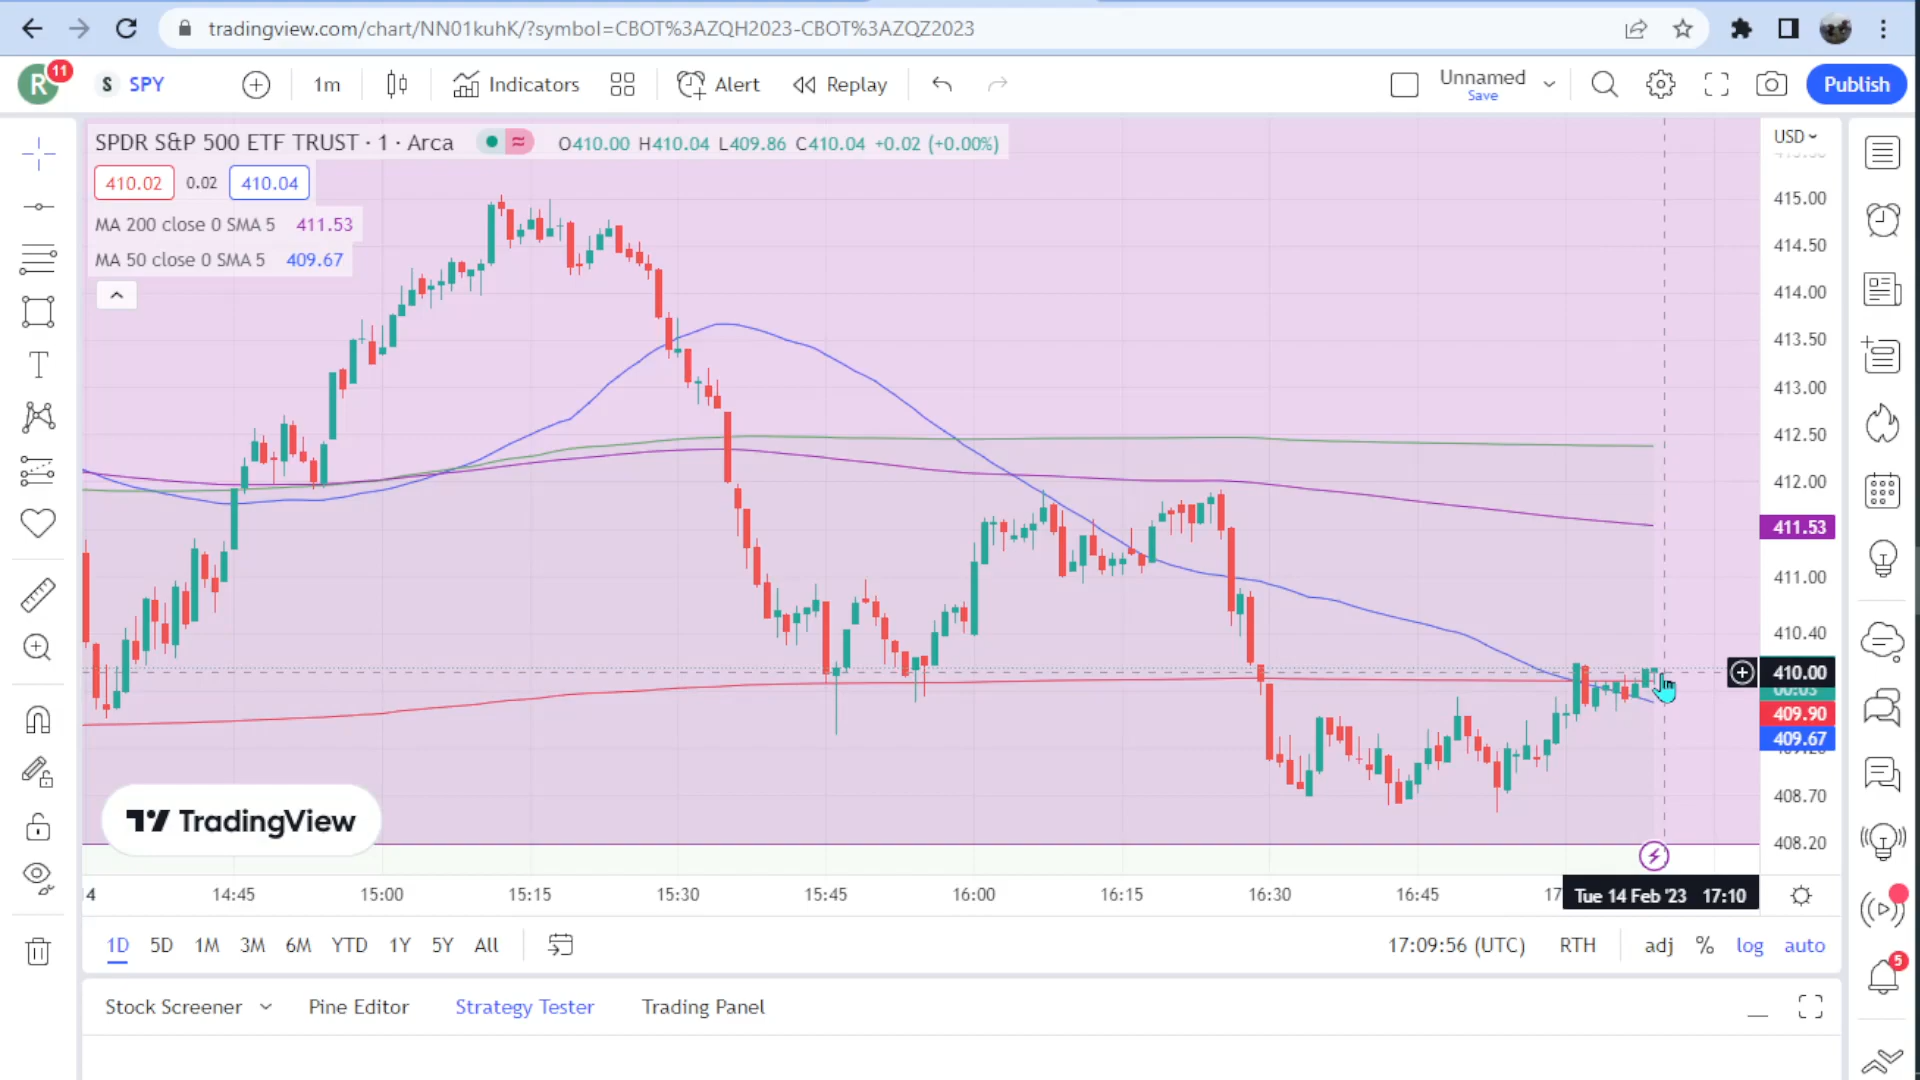 tradingview.com/chart/NN01kuhK/?symbol=CBOT%3AZQH2023-CBOT%3AZQZ2023
R 11 S SPY 1m Indicators Alert Replay Unnamed Save Publish
SPDR S&P 500 ETF TRUST · 1 · Arca O410.00 H410.04 L409.86 C410.04 +0.02 (+0.00%)
USD
410.02 0.02 410.04
415.00
MA 200 close 0 SMA 5 411.53
414.50
MA 50 close 0 SMA 5 409.67
414.00
413.50
413.00
412.50
412.00
411.53
411.00
410.40
410.00
00:03
409.90
409.67
408.70
TradingView
408.20
4 14:45 15:00 15:15 15:30 15:45 16:00 16:15 16:30 16:45 17 Tue 14 Feb '23 17:10
1D 5D 1M 3M 6M YTD 1Y 5Y All 17:09:56 (UTC) RTH adj % log auto
5
Stock Screener Pine Editor Strategy Tester Trading Panel